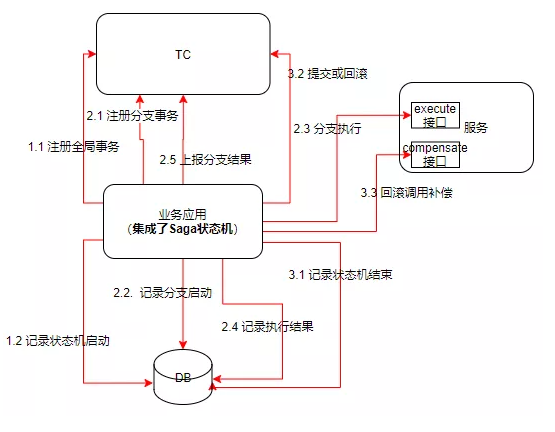 TC
3.2 提交或回滚
execute
接口
服务
2.1 注册分支事务
2.3 分支执行
1.1 注册全局事务
compensate
接口
2.5 上报分支结果
3.3 回滚调用补偿
业务应用
（集成了Saga状态机）
3.1 记录状态机结束
2.2. 记录分支启动
2.4 记录执行结果
1.2 记录状态机启动
DB